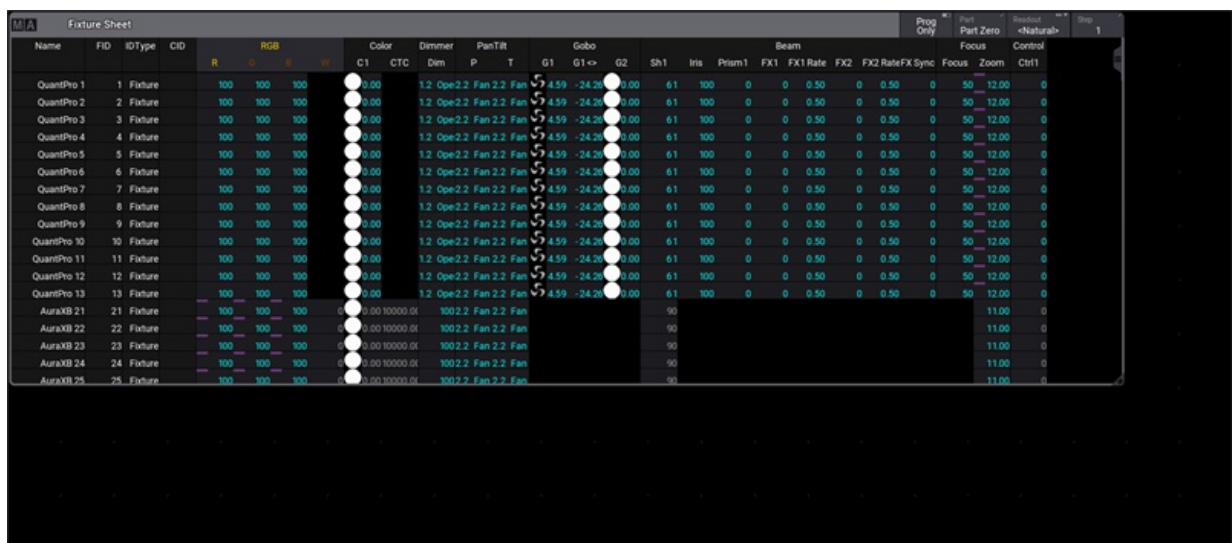 MA Fixture Sheet Prog Only Part Part Zero Readout <Natural> Step 1
Name FID IDType CID RGB Color Dimmer PanTilt Gobo Beam Focus Control
R G B W C1 CTC Dim P T G1 G1<> G2 Sh1 Iris Prism1 FX1 FX1 Rate FX2 FX2 Rate FX Sync Focus Zoom Ctrl1
QuantPro 1 1 Fixture 100 100 100 0.00 1.2 Ope 2.2 Fan 2.2 Fan 4.59 -24.26 0.00 61 100 0 0 0.50 0 0.50 0 50 12.00 0
QuantPro 2 2 Fixture 100 100 100 0.00 1.2 Ope 2.2 Fan 2.2 Fan 4.59 -24.26 0.00 61 100 0 0 0.50 0 0.50 0 50 12.00 0
QuantPro 3 3 Fixture 100 100 100 0.00 1.2 Ope 2.2 Fan 2.2 Fan 4.59 -24.26 0.00 61 100 0 0 0.50 0 0.50 0 50 12.00 0
QuantPro 4 4 Fixture 100 100 100 0.00 1.2 Ope 2.2 Fan 2.2 Fan 4.59 -24.26 0.00 61 100 0 0 0.50 0 0.50 0 50 12.00 0
QuantPro 5 5 Fixture 100 100 100 0.00 1.2 Ope 2.2 Fan 2.2 Fan 4.59 -24.26 0.00 61 100 0 0 0.50 0 0.50 0 50 12.00 0
QuantPro 6 6 Fixture 100 100 100 0.00 1.2 Ope 2.2 Fan 2.2 Fan 4.59 -24.26 0.00 61 100 0 0 0.50 0 0.50 0 50 12.00 0
QuantPro 7 7 Fixture 100 100 100 0.00 1.2 Ope 2.2 Fan 2.2 Fan 4.59 -24.26 0.00 61 100 0 0 0.50 0 0.50 0 50 12.00 0
QuantPro 8 8 Fixture 100 100 100 0.00 1.2 Ope 2.2 Fan 2.2 Fan 4.59 -24.26 0.00 61 100 0 0 0.50 0 0.50 0 50 12.00 0
QuantPro 9 9 Fixture 100 100 100 0.00 1.2 Ope 2.2 Fan 2.2 Fan 4.59 -24.26 0.00 61 100 0 0 0.50 0 0.50 0 50 12.00 0
QuantPro 10 10 Fixture 100 100 100 0.00 1.2 Ope 2.2 Fan 2.2 Fan 4.59 -24.26 0.00 61 100 0 0 0.50 0 0.50 0 50 12.00 0
QuantPro 11 11 Fixture 100 100 100 0.00 1.2 Ope 2.2 Fan 2.2 Fan 4.59 -24.26 0.00 61 100 0 0 0.50 0 0.50 0 50 12.00 0
QuantPro 12 12 Fixture 100 100 100 0.00 1.2 Ope 2.2 Fan 2.2 Fan 4.59 -24.26 0.00 61 100 0 0 0.50 0 0.50 0 50 12.00 0
QuantPro 13 13 Fixture 100 100 100 0.00 1.2 Ope 2.2 Fan 2.2 Fan 4.59 -24.26 0.00 61 100 0 0 0.50 0 0.50 0 50 12.00 0
AuraXB 21 21 Fixture 100 100 100 0 0.00 10000.0( 100 2.2 Fan 2.2 Fan 90 11.00 0
AuraXB 22 22 Fixture 100 100 100 0 0.00 10000.0( 100 2.2 Fan 2.2 Fan 90 11.00 0
AuraXB 23 23 Fixture 100 100 100 0 0.00 10000.0( 100 2.2 Fan 2.2 Fan 90 11.00 0
AuraXB 24 24 Fixture 100 100 100 0 0.00 10000.0( 100 2.2 Fan 2.2 Fan 90 11.00 0
AuraXB 25 25 Fixture 100 100 100 0 0.00 10000.0( 100 2.2 Fan 2.2 Fan 90 11.00 0